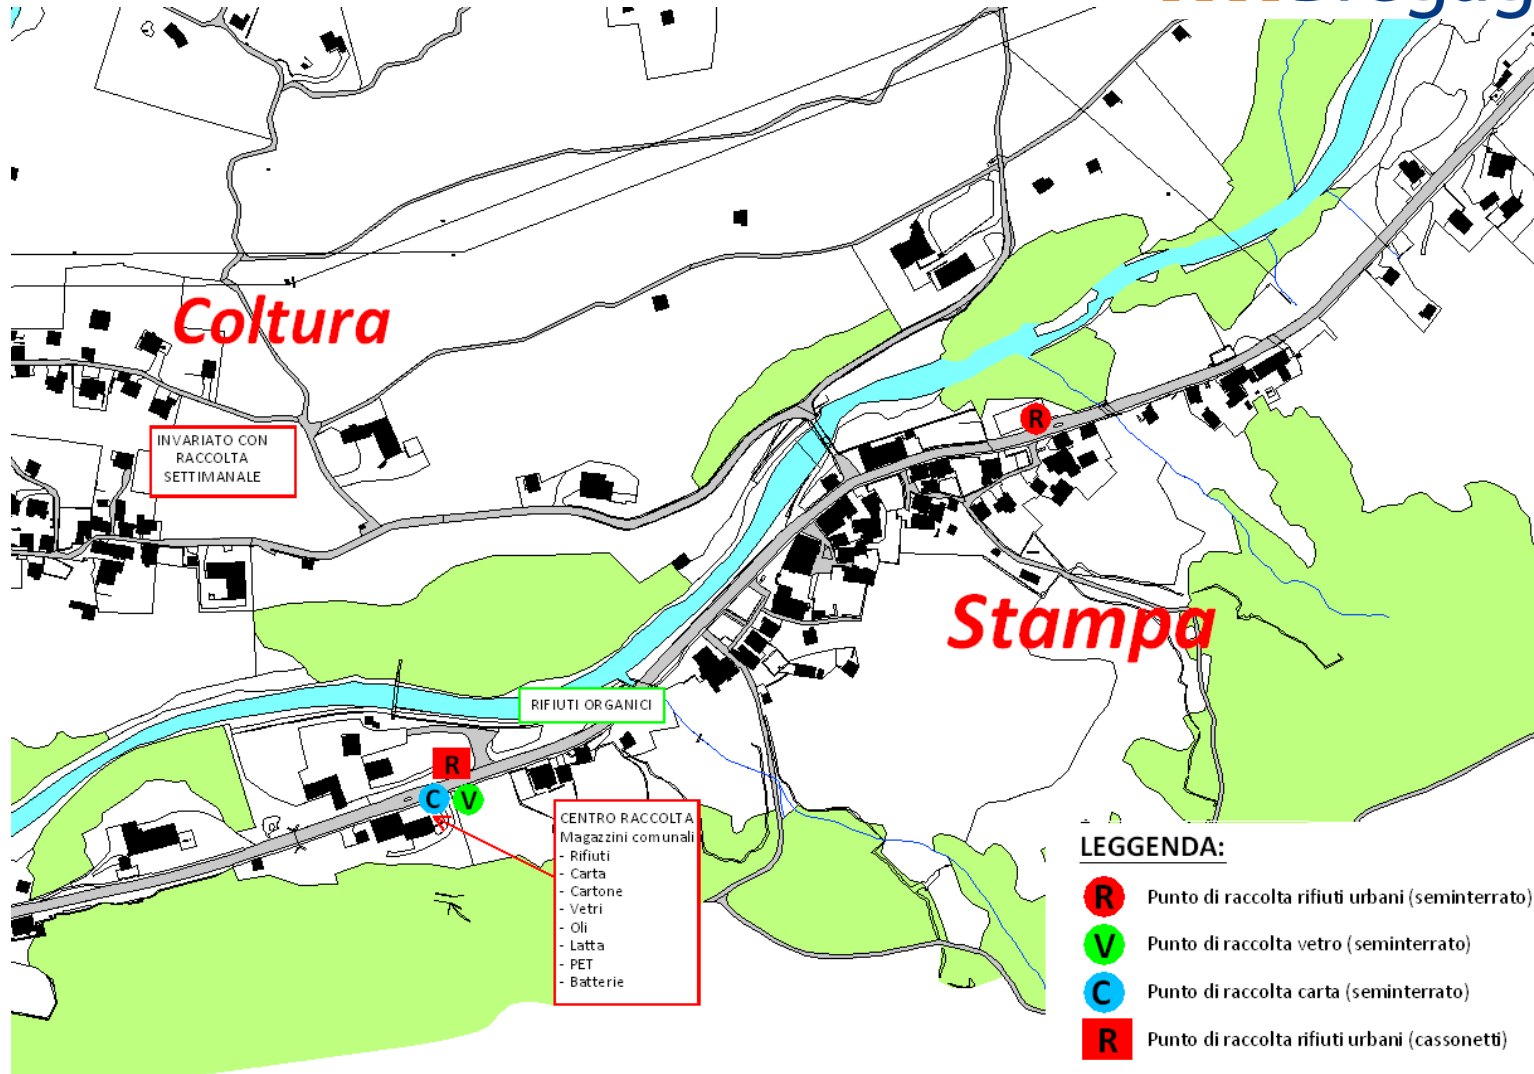 Coltura
INVARIATO CON
RACCOLTA
SETTIMANALE
R
Stampa
RIFIUTI ORGANICI
R
C
V
CENTRO RACCOLTA
Magazzini comunali
- Rifiuti
- Carta
- Cartone
- Vetri
- Oli
- Latta
- PET
- Batterie
LEGGENDA:
R Punto di raccolta rifiuti urbani (seminterrato)
V Punto di raccolta vetro (seminterrato)
C Punto di raccolta carta (seminterrato)
R Punto di raccolta rifiuti urbani (cassonetti)